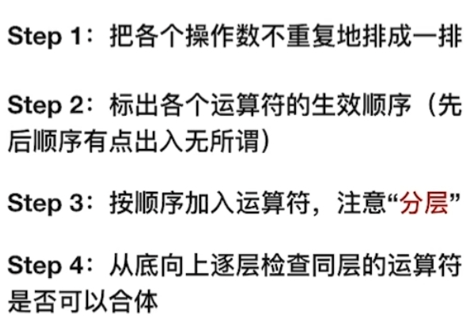 Step 1：把各个操作数不重复地排成一排
Step 2：标出各个运算符的生效顺序（先
后顺序有点出入无所谓）
Step 3：按顺序加入运算符，注意“分层”
Step 4：从底向上逐层检查同层的运算符
是否可以合体